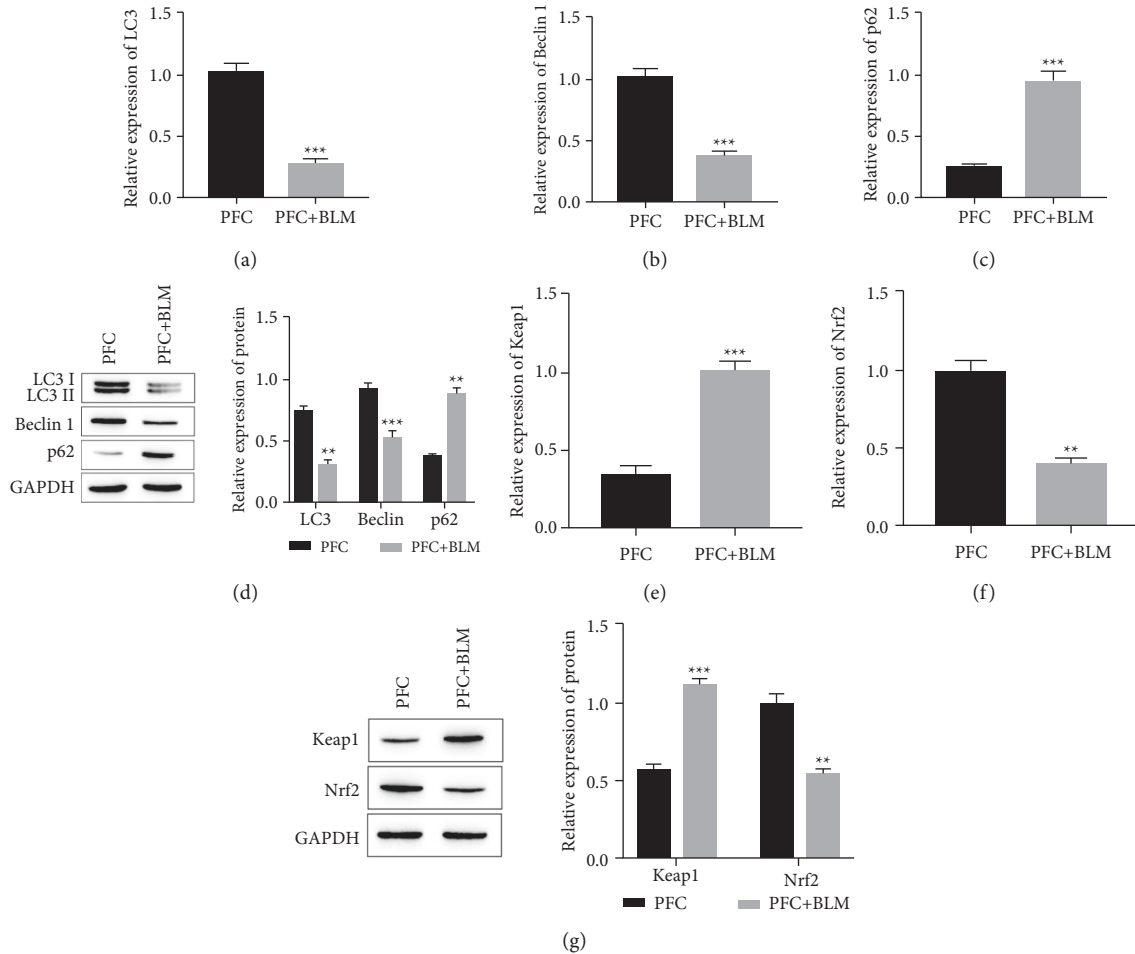 Relative expression of LC3
1.5
1.0
0.5
0.0
***
PFC
PFC+BLM
(a)
Relative expression of Beclin 1
1.5
1.0
0.5
0.0
***
PFC
PFC+BLM
(b)
Relative expression of p62
1.5
1.0
0.5
0.0
***
PFC
PFC+BLM
(c)
PFC
PFC+BLM
LC3 I
LC3 II
Beclin 1
p62
GAPDH
Relative expression of protein
1.5
1.0
0.5
0.0
**
***
**
LC3
Beclin
p62
PFC
PFC+BLM
(d)
Relative expression of Keap1
1.5
1.0
0.5
0.0
***
PFC
PFC+BLM
(e)
Relative expression of Nrf2
1.5
1.0
0.5
0.0
**
PFC
PFC+BLM
(f)
PFC
PFC+BLM
Keap1
Nrf2
GAPDH
Relative expression of protein
1.5
1.0
0.5
0.0
***
**
Keap1
Nrf2
PFC
PFC+BLM
(g)